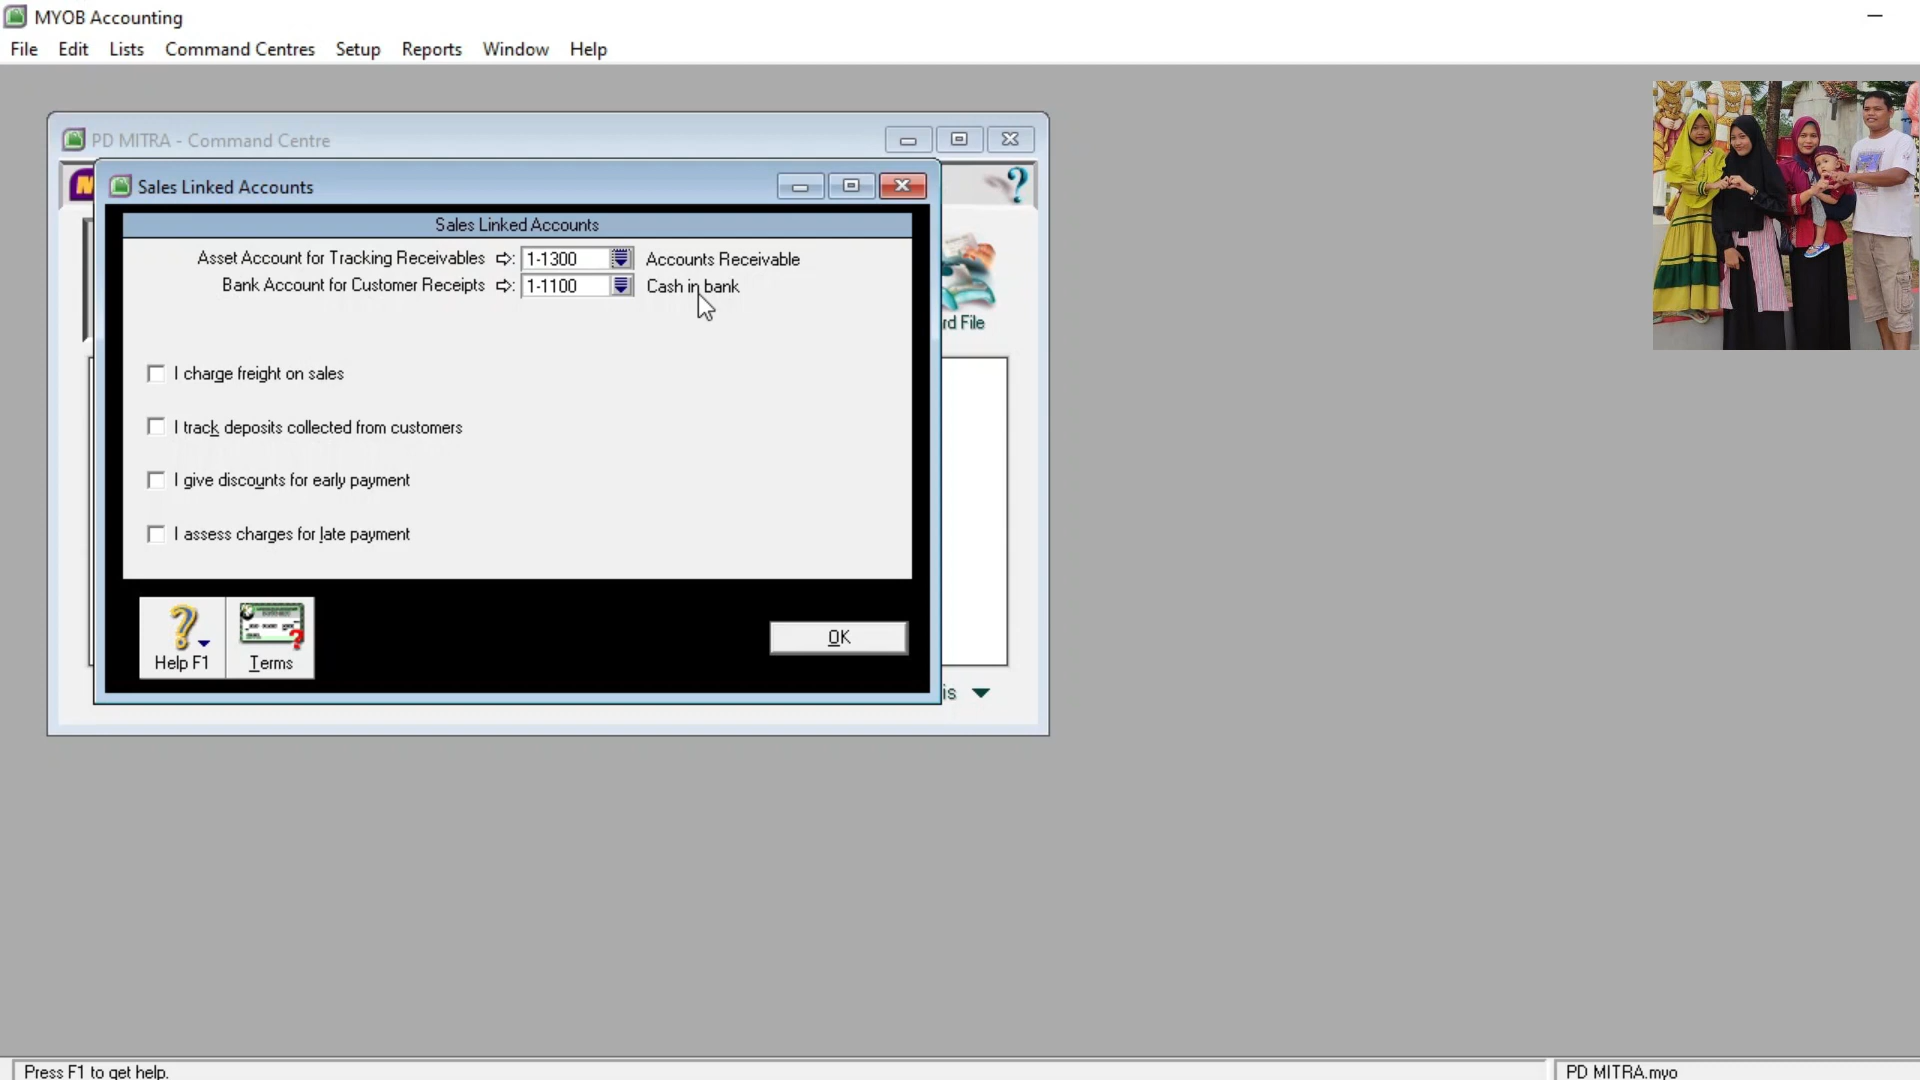 MYOB Accounting
File Edit Lists Command Centres Setup Reports Window Help
PD MITRA - Command Centre
Sales Linked Accounts
Sales Linked Accounts
Asset Account for Tracking Receivables 1-1300 Accounts Receivable
Bank Account for Customer Receipts 1-1100 Cash in bank
rd File
I charge freight on sales
I track deposits collected from customers
I give discounts for early payment
I assess charges for late payment
OK
Help F1 Terms
is
Press F1 to get help. PD MITRA.myo